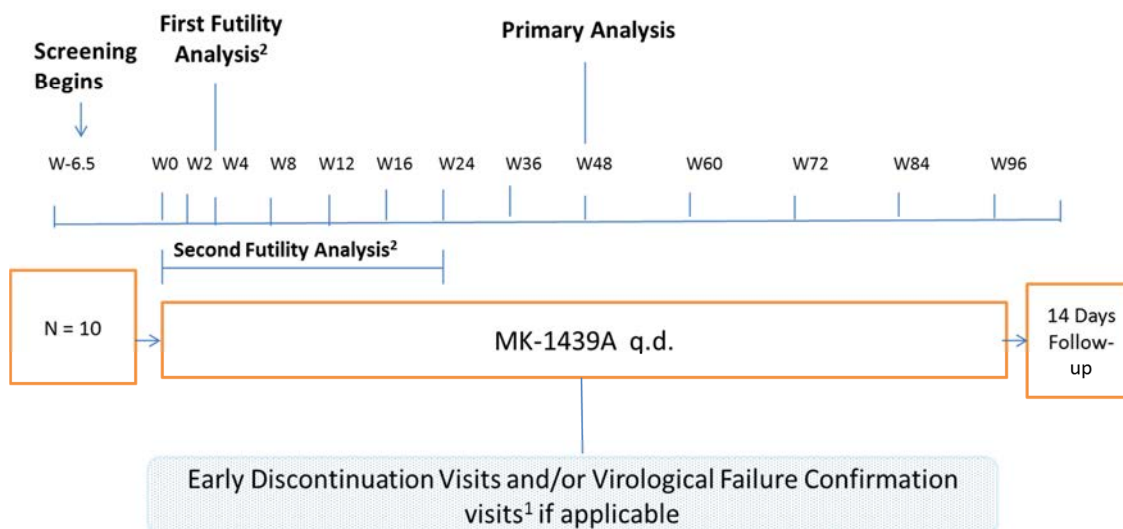 Screening
Begins
First Futility
Analysis²
Primary Analysis
W-6.5 W0 W2 W4 W8 W12 W16 W24 W36 W48 W60 W72 W84 W96
Second Futility Analysis²
N = 10
MK-1439A q.d.
14 Days
Follow-
up
Early Discontinuation Visits and/or Virological Failure Confirmation
visits¹ if applicable